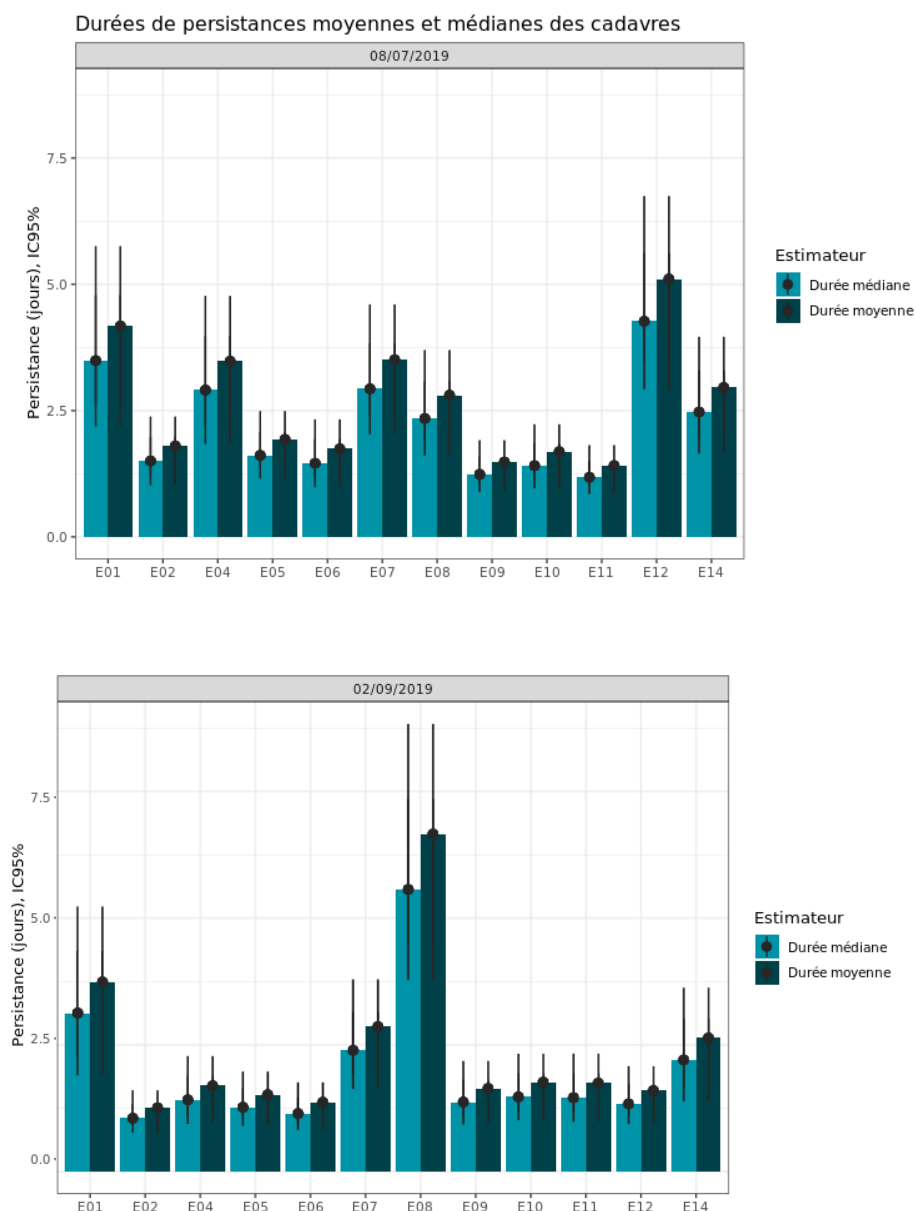 Durées de persistances moyennes et médianes des cadavres
08/07/2019
7.5
5.0
2.5
0.0
Persistance (jours), IC95%
E01 E02 E04 E05 E06 E07 E08 E09 E10 E11 E12 E14
Estimateur
Durée médiane
Durée moyenne
02/09/2019
7.5
5.0
2.5
0.0
Persistance (jours), IC95%
E01 E02 E04 E05 E06 E07 E08 E09 E10 E11 E12 E14
Estimateur
Durée médiane
Durée moyenne